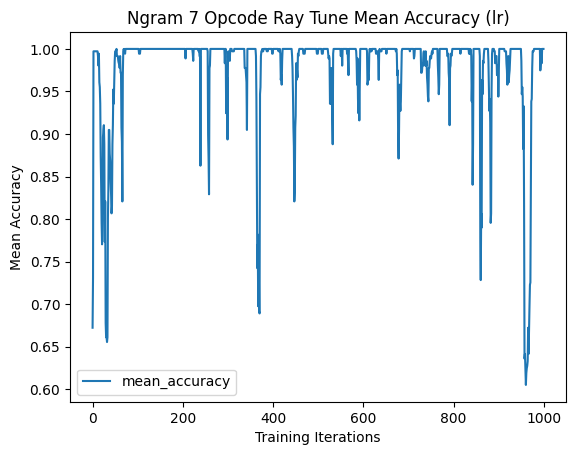 Ngram 7 Opcode Ray Tune Mean Accuracy (lr)
1.00
0.95
0.90
0.85
0.80
0.75
0.70
0.65
0.60
Mean Accuracy
mean_accuracy
0 200 400 600 800 1000
Training Iterations